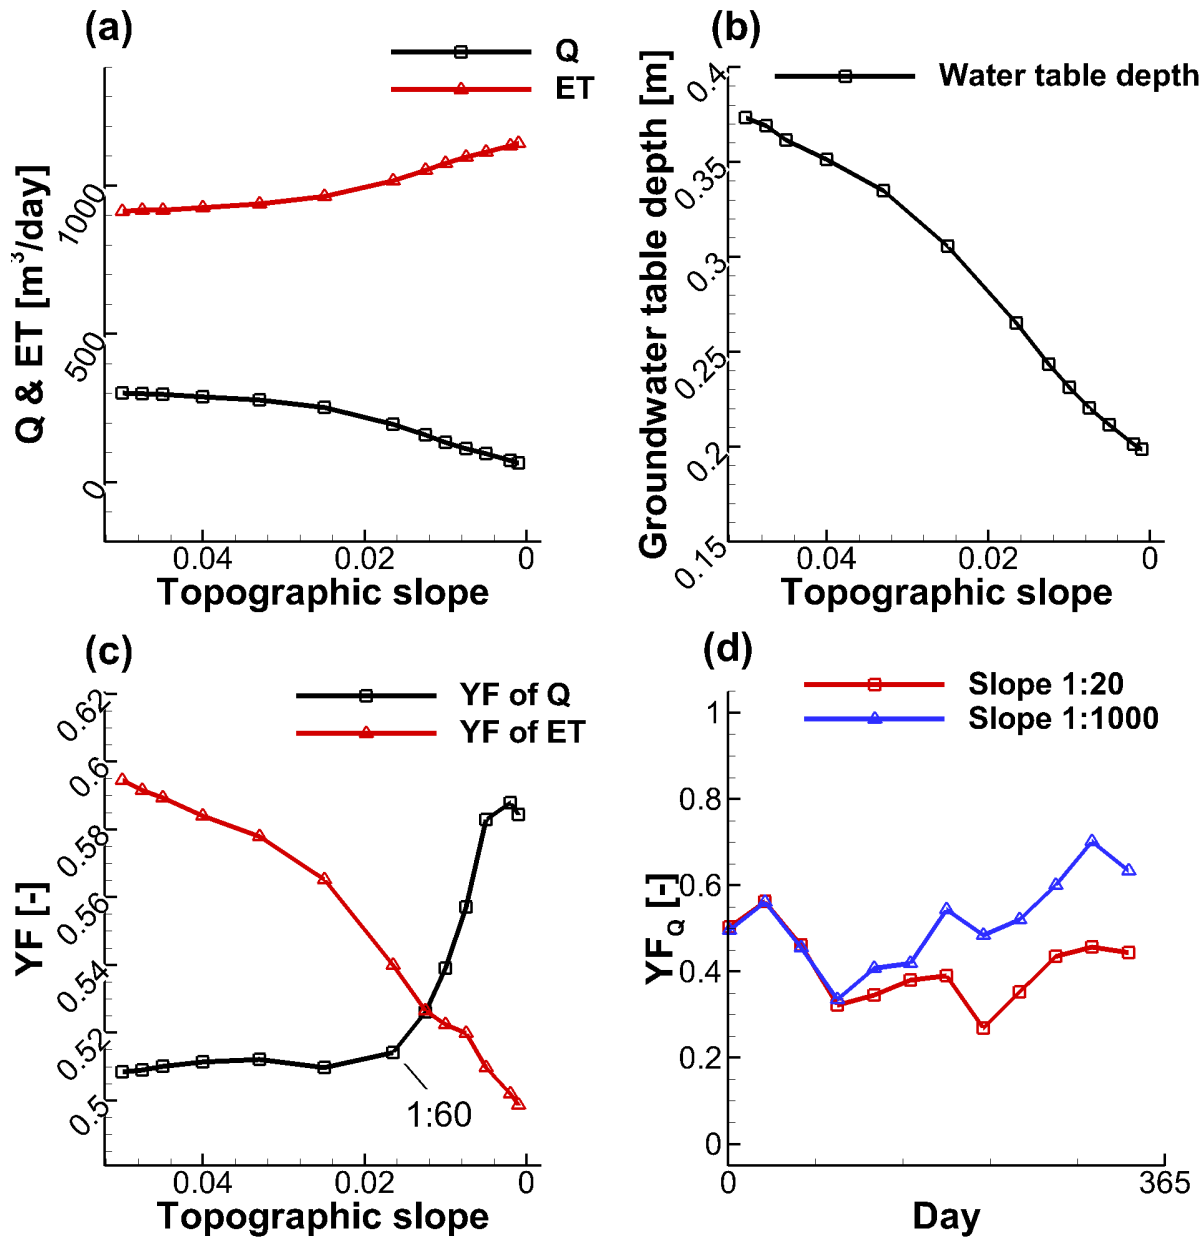 (a)
Q
ET
Q & ET [m³/day]
1000
500
0
0.04 0.02 0
Topographic slope
(b)
Water table depth
Groundwater table depth [m]
0.4
0.35
0.3
0.25
0.2
0.15
0.04 0.02 0
Topographic slope
(c)
YF of Q
YF of ET
YF [-]
0.62
0.6
0.58
0.56
0.54
0.52
0.5
1:60
0.04 0.02 0
Topographic slope
(d)
Slope 1:20
Slope 1:1000
YF_Q [-]
1
0.8
0.6
0.4
0.2
0
0 365
Day